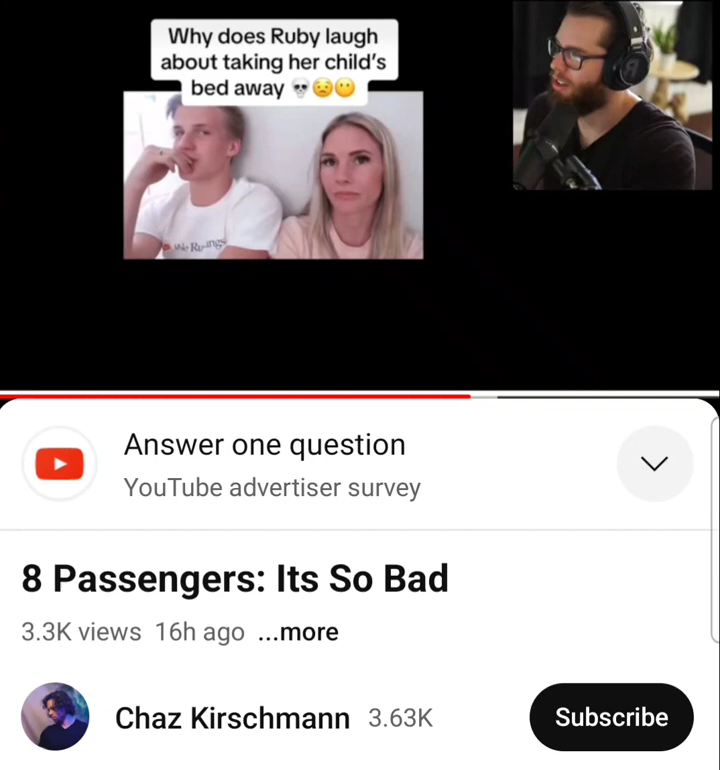 Why does Ruby laugh
about taking her child's
bed away 💀😟😶
Answer one question
YouTube advertiser survey
8 Passengers: Its So Bad
3.3K views 16h ago ...more
Chaz Kirschmann 3.63K
Subscribe